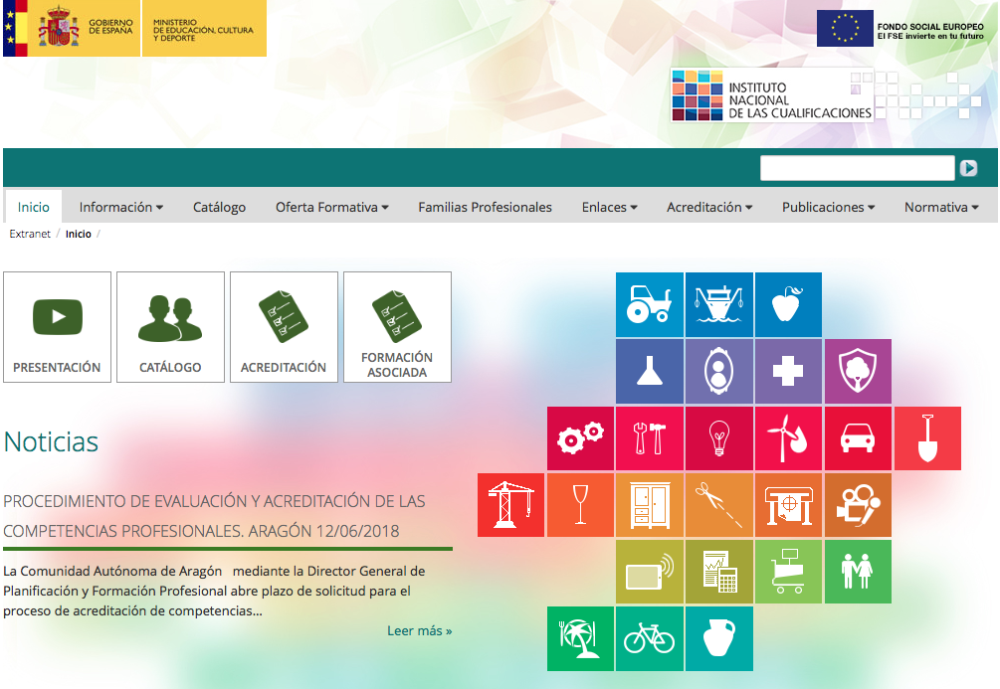 GOBIERNO
DE ESPAÑA
MINISTERIO
DE EDUCACIÓN, CULTURA
Y DEPORTE
FONDO SOCIAL EUROPEO
El FSE invierte en tu futuro
INSTITUTO
NACIONAL
DE LAS CUALIFICACIONES
Inicio Información Catálogo Oferta Formativa Familias Profesionales Enlaces Acreditación Publicaciones Normativa
Extranet / Inicio /
PRESENTACIÓN
CATÁLOGO
ACREDITACIÓN
FORMACIÓN
ASOCIADA
Noticias
PROCEDIMIENTO DE EVALUACIÓN Y ACREDITACIÓN DE LAS
COMPETENCIAS PROFESIONALES. ARAGÓN 12/06/2018
La Comunidad Autónoma de Aragón mediante la Director General de
Planificación y Formación Profesional abre plazo de solicitud para el
proceso de acreditación de competencias...
Leer más »